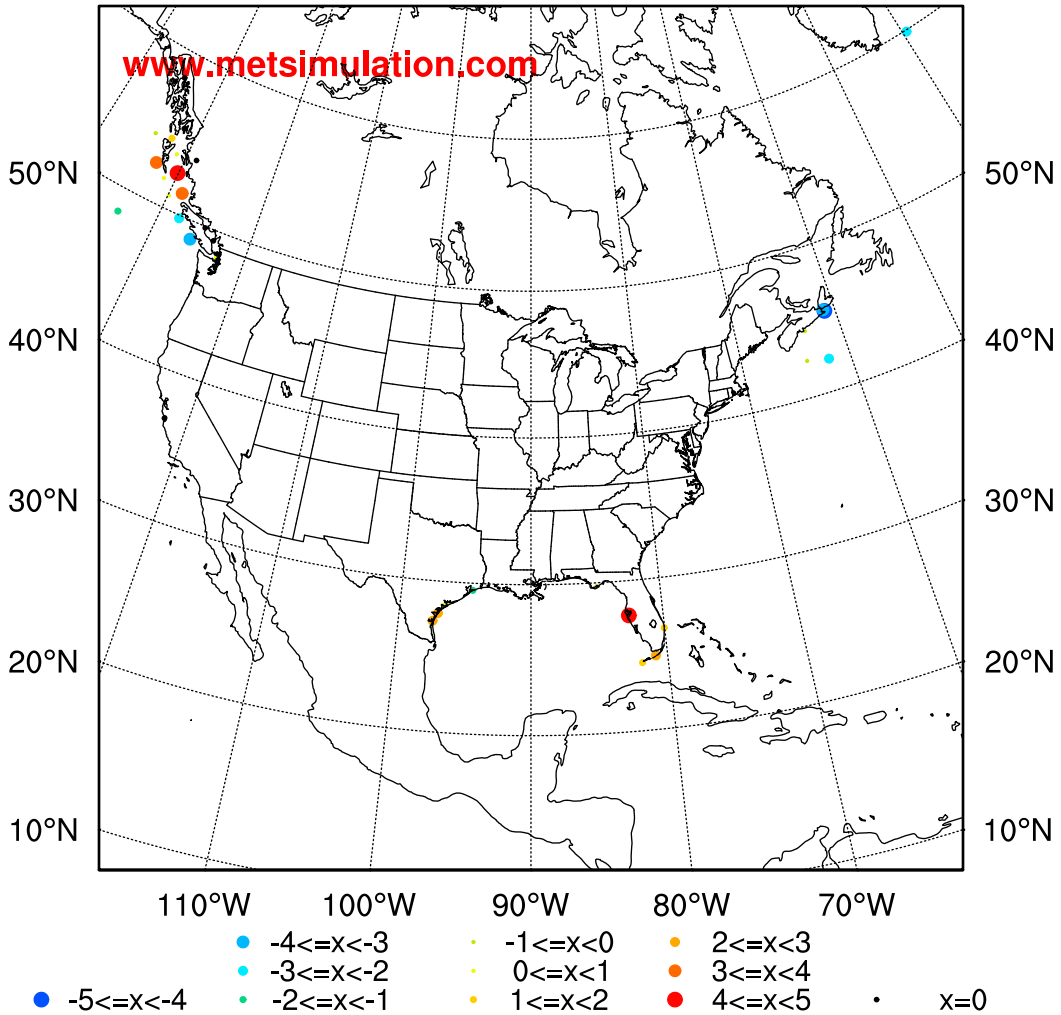 www.metsimulation.com
50°N 50°N
40°N 40°N
30°N 30°N
20°N 20°N
10°N 10°N
110°W 100°W 90°W 80°W 70°W
-4<=x<-3 -1<=x<0 2<=x<3
-3<=x<-2 0<=x<1 3<=x<4
-5<=x<-4 -2<=x<-1 1<=x<2 4<=x<5 x=0